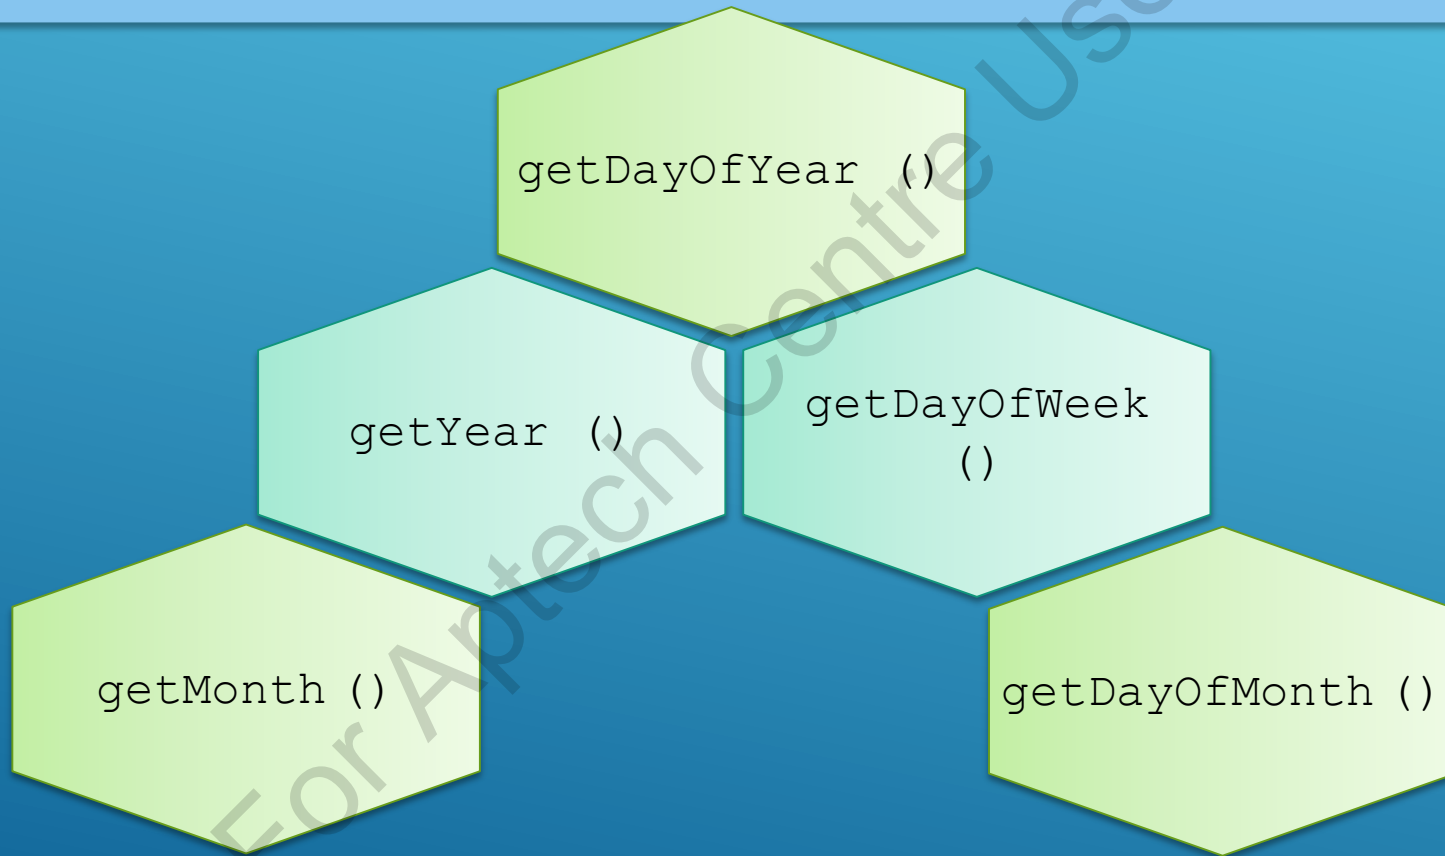 getDayOfYear ()
getYear ()
getDayOfWeek
()
getMonth ()
getDayOfMonth ()
For Aptech Centre Use